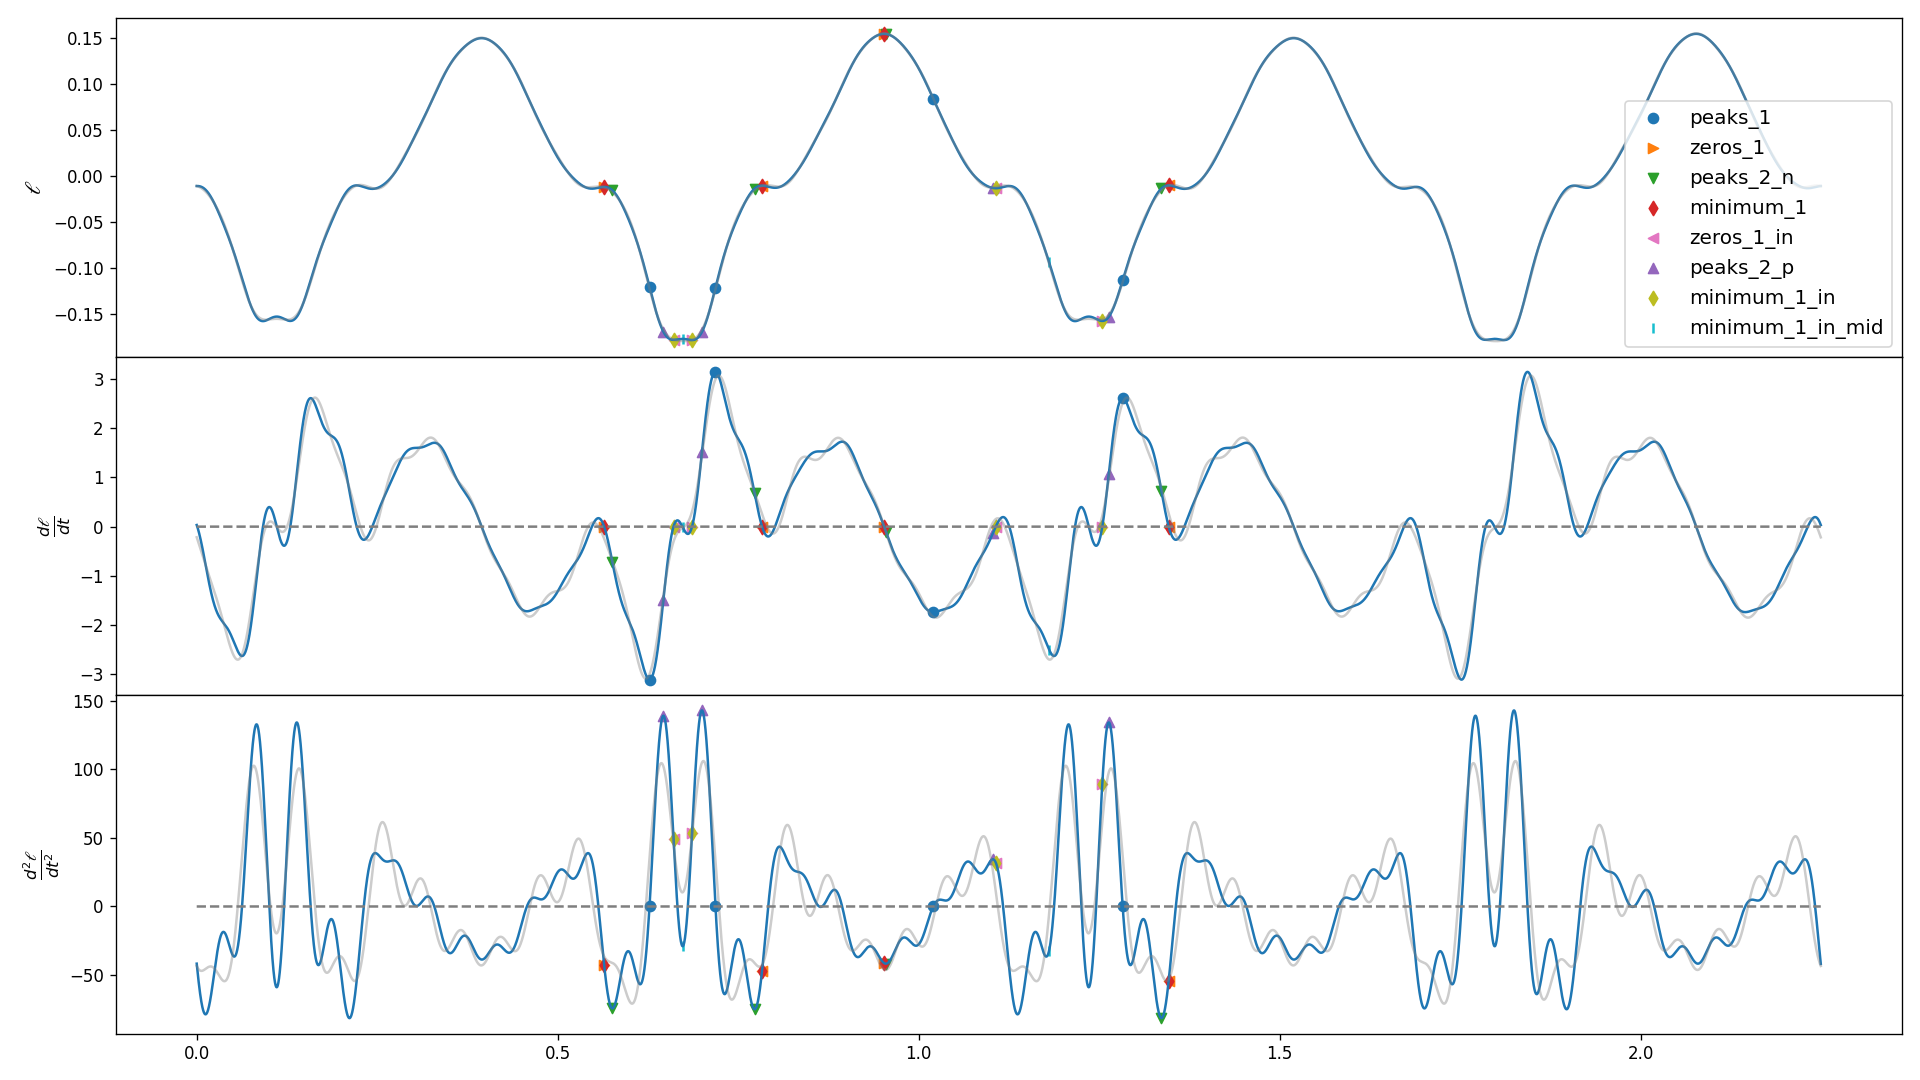 0.15
0.10
0.05
0.00
−0.05
−0.10
−0.15
ℓ
peaks_1
zeros_1
peaks_2_n
minimum_1
zeros_1_in
peaks_2_p
minimum_1_in
minimum_1_in_mid
3
2
1
0
−1
−2
−3
dℓ
dt
150
100
50
0
−50
d²ℓ
dt²
0.0 0.5 1.0 1.5 2.0